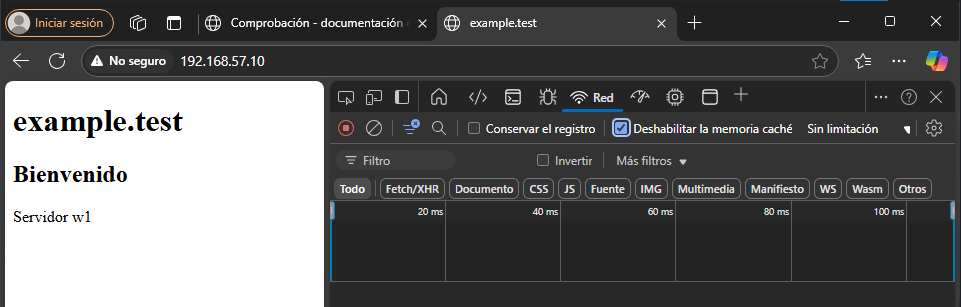 Iniciar sesión
Comprobación - documentación
example.test
No seguro
192.168.57.10
example.test
Bienvenido
Servidor w1
Red
Conservar el registro
Deshabilitar la memoria caché
Sin limitación
Filtro
Invertir
Más filtros
Todo
Fetch/XHR
Documento
CSS
JS
Fuente
IMG
Multimedia
Manifiesto
WS
Wasm
Otros
20 ms
40 ms
60 ms
80 ms
100 ms